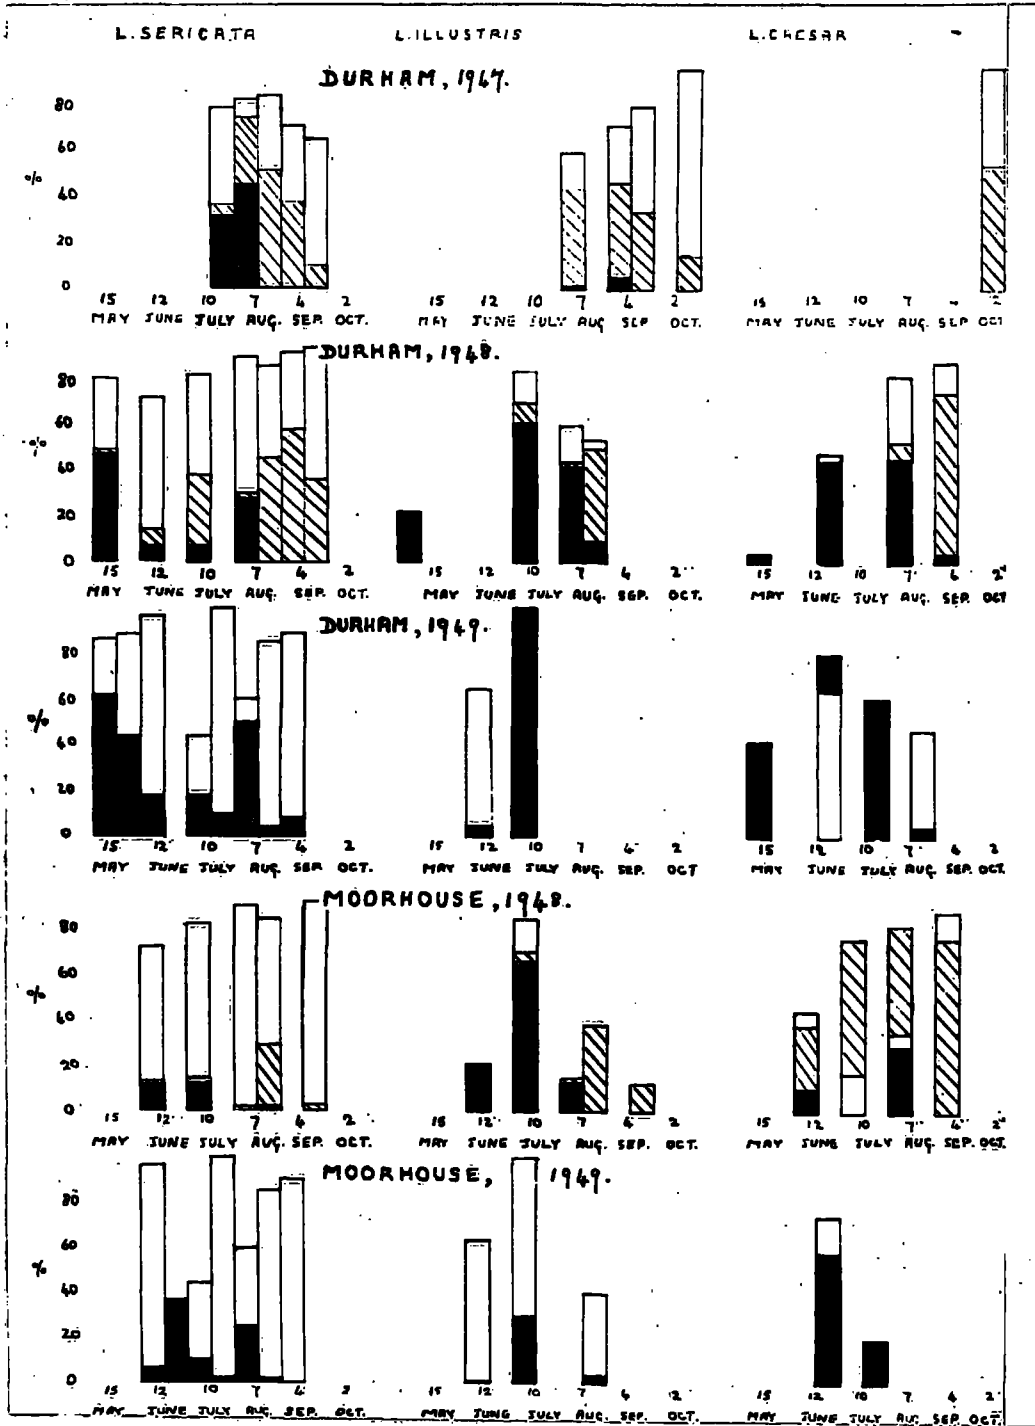 L.SERICATA L.ILLUSTRIS L.CAESAR
DURHAM, 1947.
80
60
%
40
20
0
15 12 10 7 4 2 15 12 10 7 4 2 15 12 10 7 2
MAY JUNE JULY AUG. SEP. OCT. MAY JUNE JULY AUG SEP OCT. MAY JUNE JULY AUG. SEP OCT
DURHAM, 1948.
80
60
%
40
20
0
15 12 10 7 4 2 15 12 10 7 4 2 15 12 10 7 4 2
MAY JUNE JULY AUG. SEP. OCT. MAY JUNE JULY AUG. SEP. OCT. MAY JUNE JULY AUG. SEP. OCT
DURHAM, 1949.
80
60
%
40
20
0
15 12 10 7 4 2 15 12 10 7 4 2 15 12 10 7 4 2
MAY JUNE JULY AUG. SEP. OCT. MAY JUNE JULY AUG. SEP. OCT MAY JUNE JULY AUG. SEP. OCT.
MOORHOUSE, 1948.
80
60
%
40
20
0
15 12 10 7 4 2 15 12 10 7 4 2 15 12 10 7 4 2
MAY JUNE JULY AUG. SEP. OCT. MAY JUNE JULY AUG. SEP. OCT. MAY JUNE JULY AUG. SEP. OCT.
MOORHOUSE, 1949.
80
60
%
40
20
0
15 12 10 7 4 2 15 12 10 7 4 2 15 12 10 7 4 2
MAY JUNE JULY AUG. SEP. OCT. MAY JUNE JULY AUG. SEP. OCT. MAY JUNE JULY AUG. SEP. OCT.